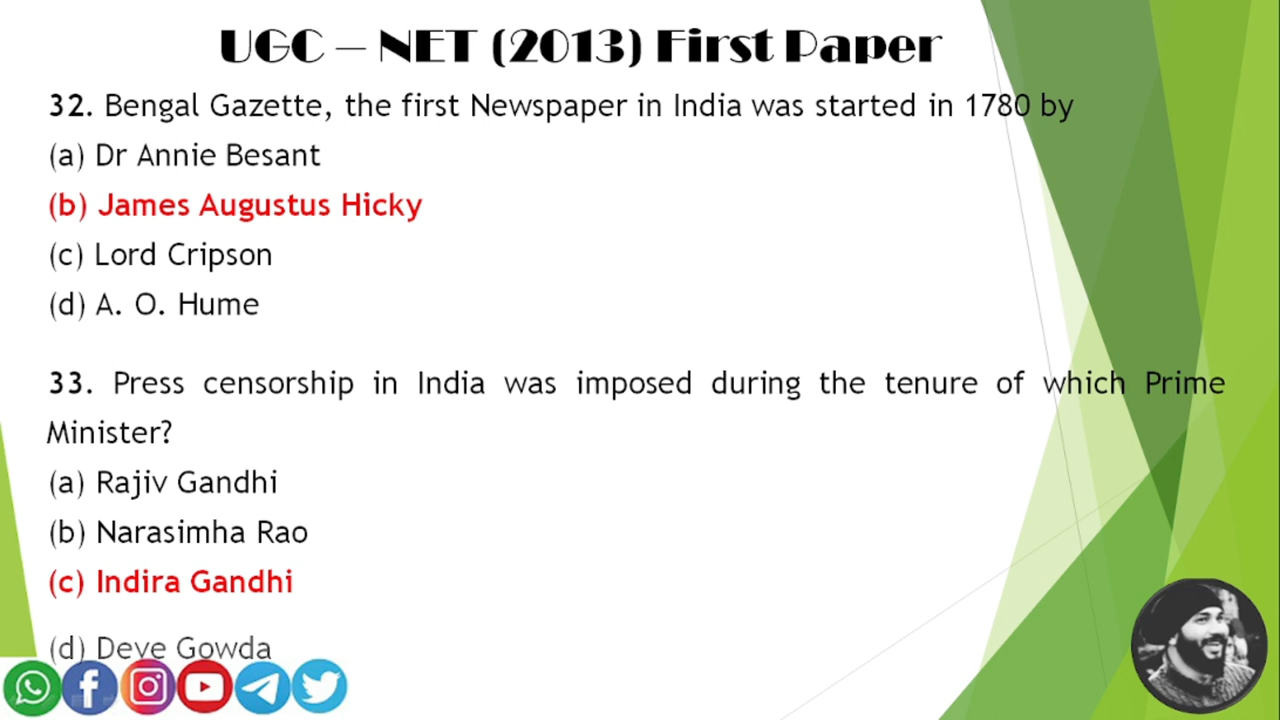 UGC – NET (2013) First Paper
32. Bengal Gazette, the first Newspaper in India was started in 1780 by
(a) Dr Annie Besant
(b) James Augustus Hicky
(c) Lord Cripson
(d) A. O. Hume
33. Press censorship in India was imposed during the tenure of which Prime
Minister?
(a) Rajiv Gandhi
(b) Narasimha Rao
(c) Indira Gandhi
(d) Deve Gowda